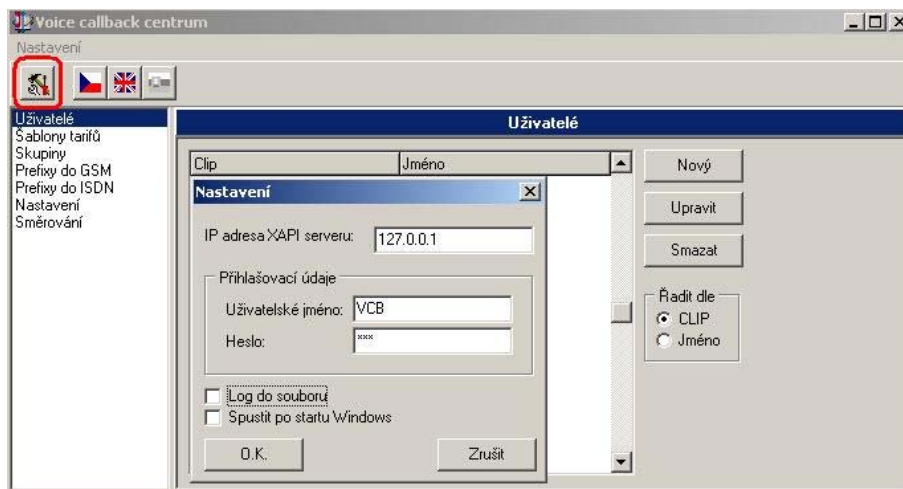 Voice callback centrum
Nastavení
Uživatelé
Šablony tarifů
Skupiny
Prefixy do GSM
Prefixy do ISDN
Nastavení
Směrování
Uživatelé
Clip Jméno
Nový
Upravit
Smazat
Řadit dle
CLIP
Jméno
Nastavení
IP adresa XAPI serveru: 127.0.0.1
Přihlašovací údaje
Uživatelské jméno: VCB
Heslo: ***
Log do souboru
Spustit po startu Windows
O.K. Zrušit